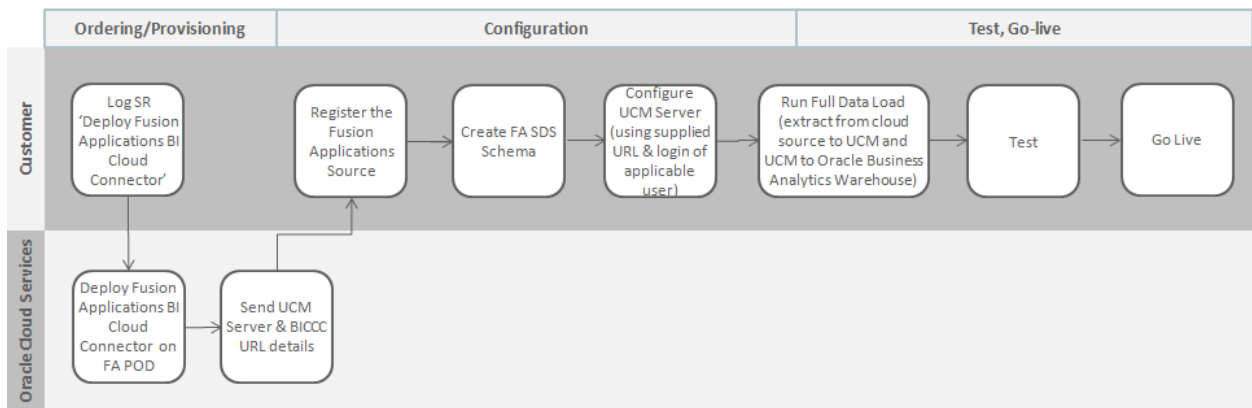 Ordering/Provisioning
Configuration
Test, Go-live
Customer
Log SR
‘Deploy Fusion
Applications BI
Cloud
Connector’
Register the
Fusion
Applications
Source
Create FA SDS
Schema
Configure
UCM Server
(using supplied
URL & login of
applicable
user)
Run Full Data Load
(extract from cloud
source to UCM and
UCM to Oracle Business
Analytics Warehouse)
Test
Go Live
Oracle Cloud Services
Deploy Fusion
Applications BI
Cloud
Connector on
FA POD
Send UCM
Server & BICCC
URL details